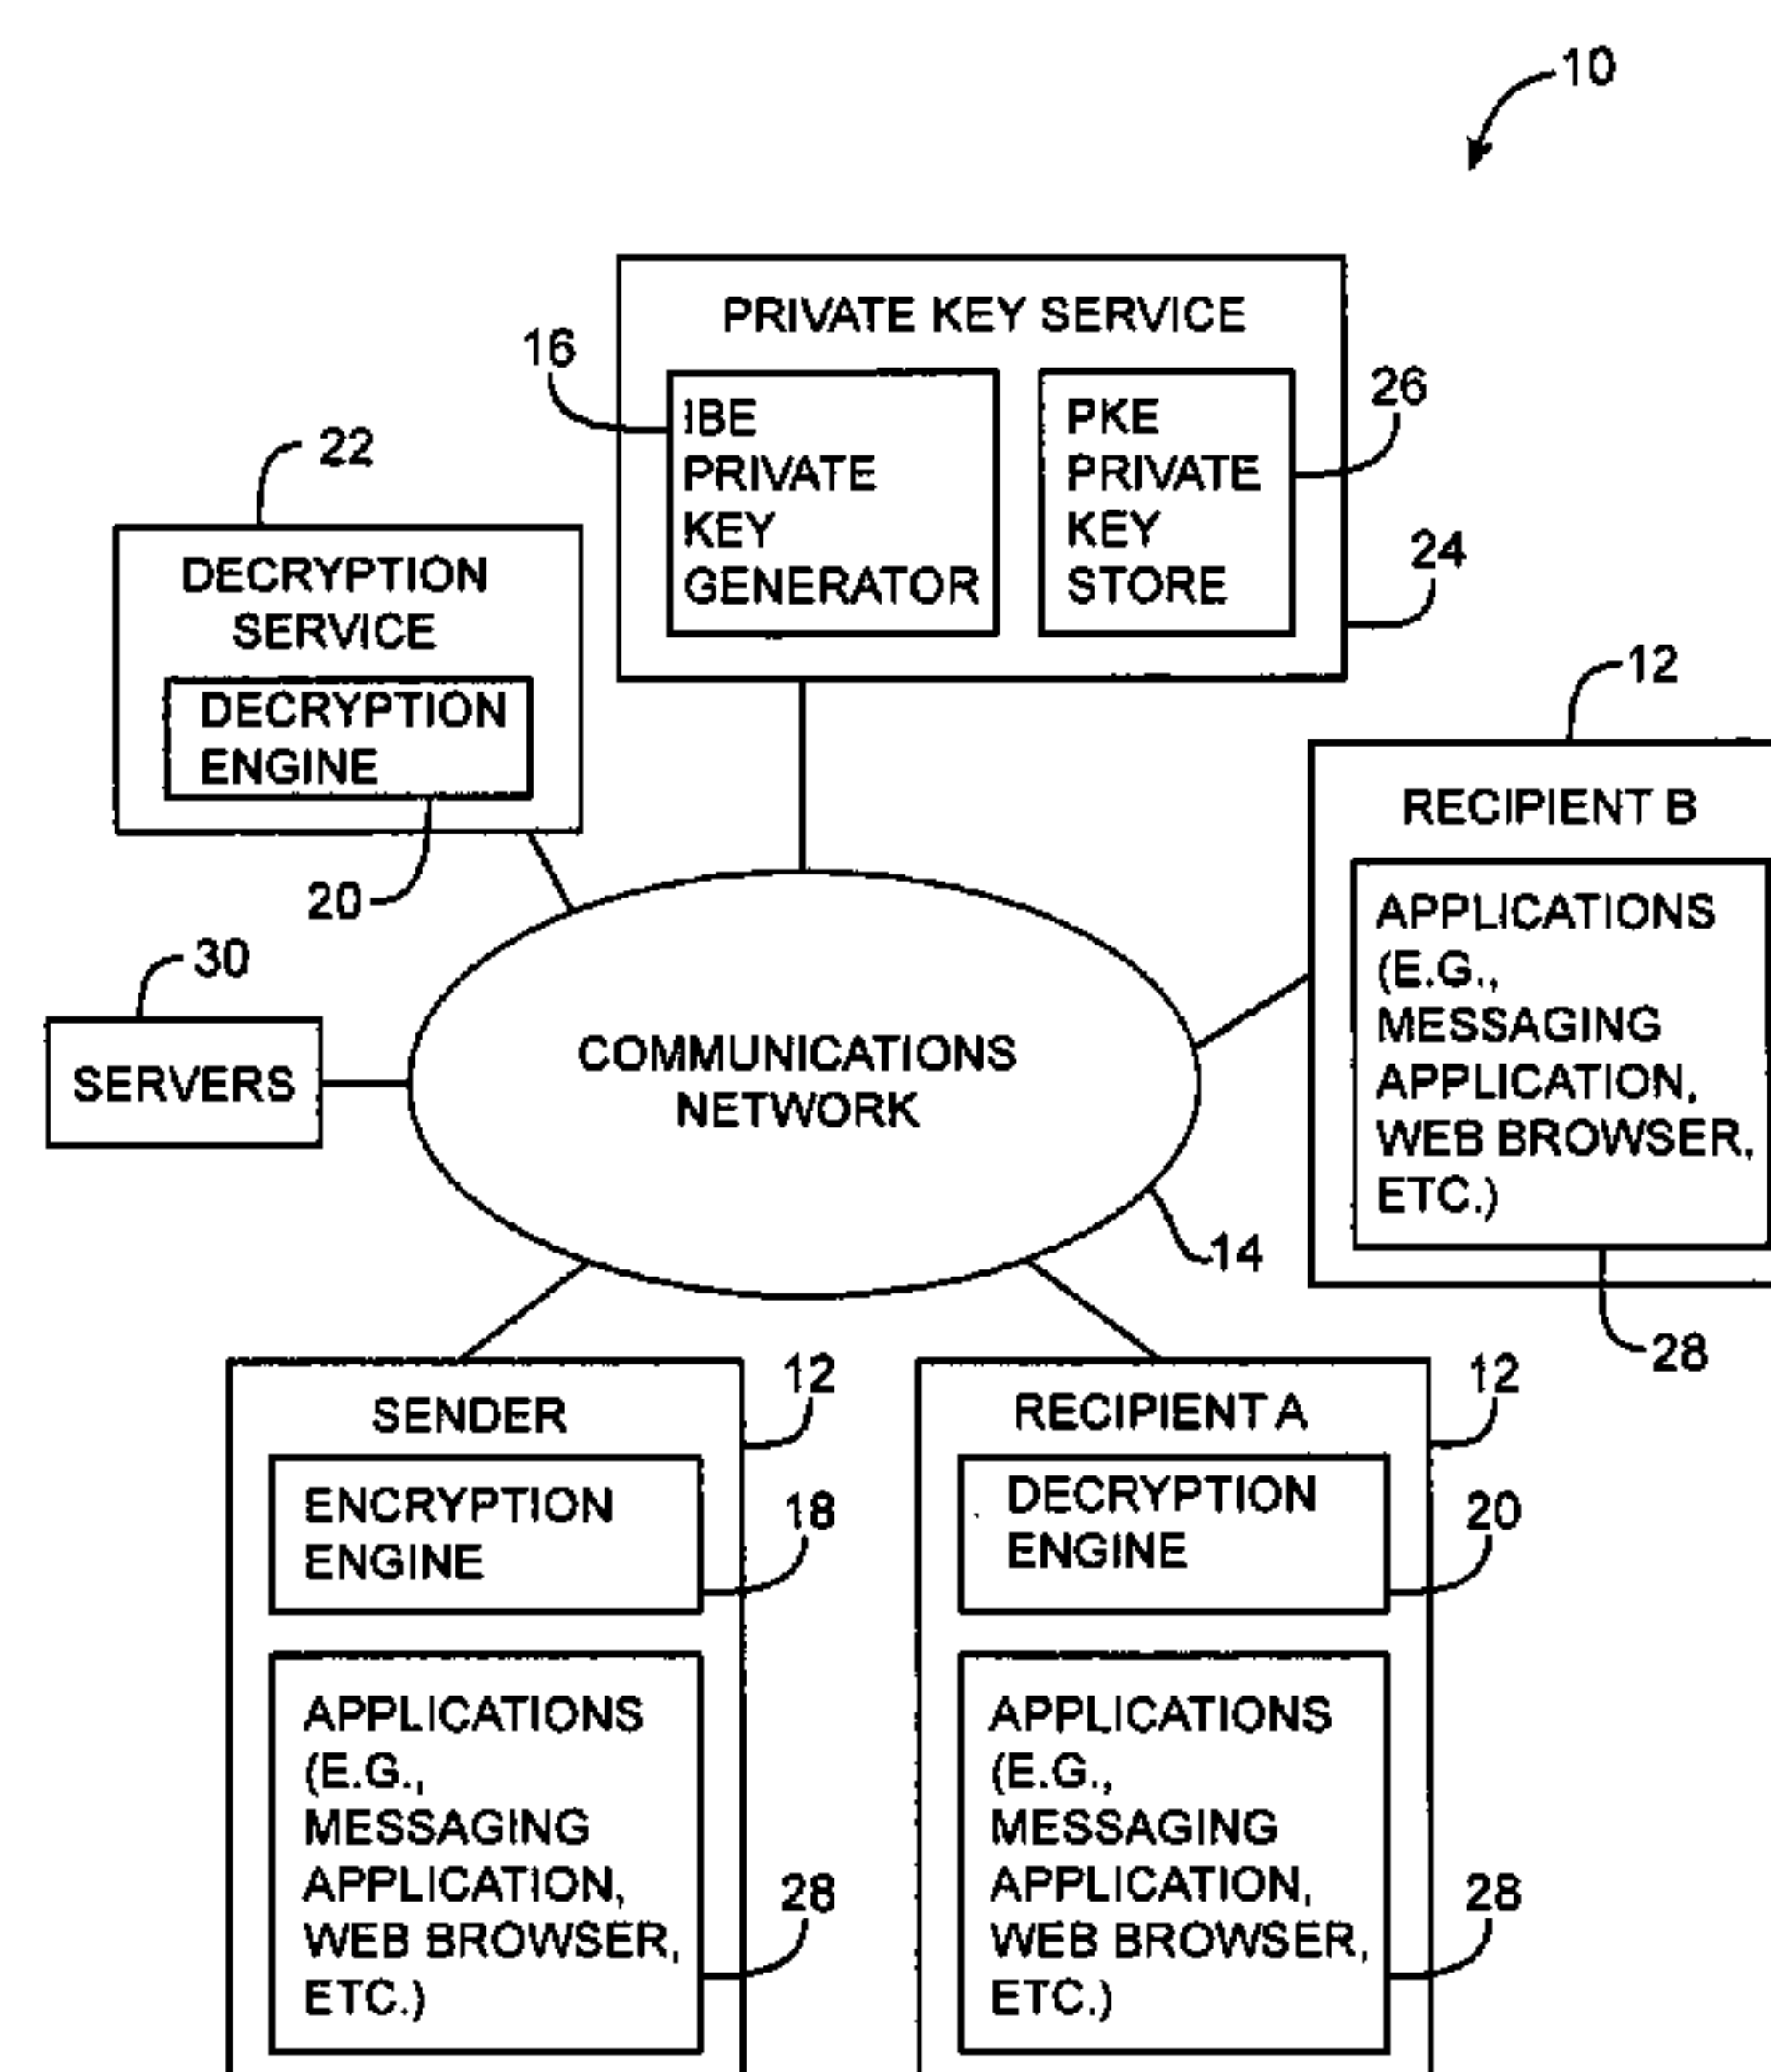 10
PRIVATE KEY SERVICE
16
IBE
PRIVATE
KEY
GENERATOR
PKE
PRIVATE
KEY
STORE
26
24
22
DECRYPTION
SERVICE
DECRYPTION
ENGINE
20
12
RECIPIENT B
APPLICATIONS
(E.G.,
MESSAGING
APPLICATION,
WEB BROWSER,
ETC.)
28
30
SERVERS
COMMUNICATIONS
NETWORK
14
SENDER
12
ENCRYPTION
ENGINE
18
APPLICATIONS
(E.G.,
MESSAGING
APPLICATION,
WEB BROWSER,
ETC.)
28
RECIPIENT A
12
DECRYPTION
ENGINE
20
APPLICATIONS
(E.G.,
MESSAGING
APPLICATION,
WEB BROWSER,
ETC.)
28